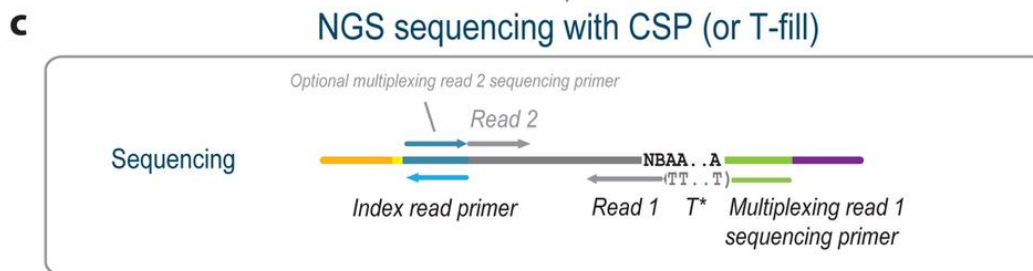 c
NGS sequencing with CSP (or T-fill)
Optional multiplexing read 2 sequencing primer
Read 2
Sequencing
NBAA..A
(TT..T)
Index read primer
Read 1
T*
Multiplexing read 1
sequencing primer